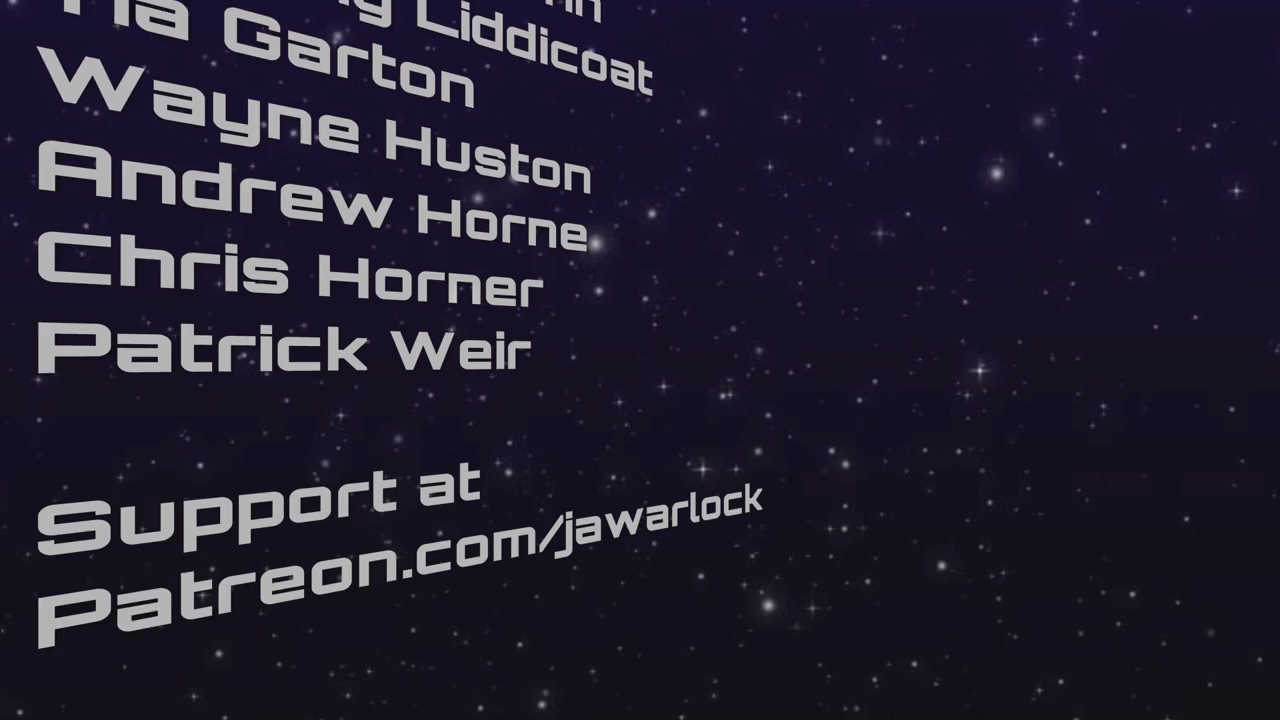 Liddicoat
Garton
Wayne Huston
Andrew Horne
Chris Horner
Patrick Weir
Support at
Patreon.com/jawarlock